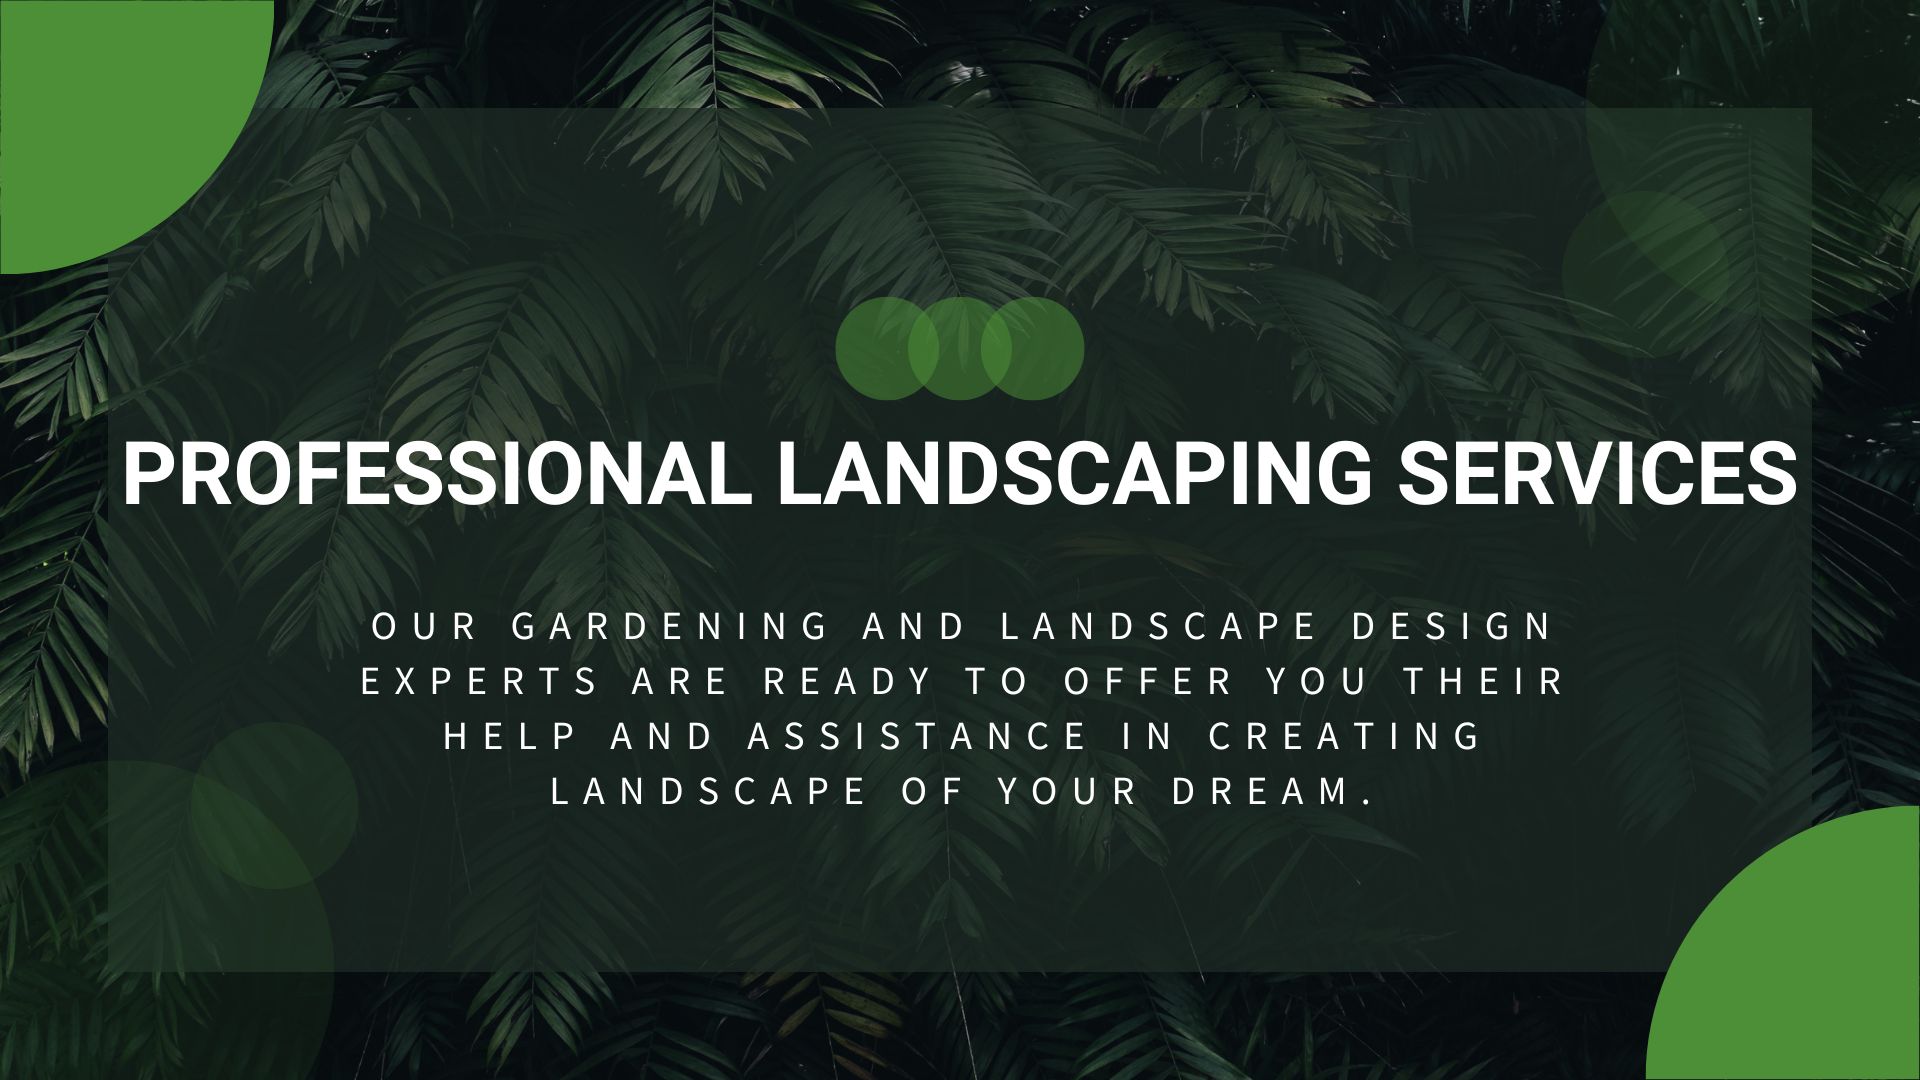 PROFESSIONAL LANDSCAPING SERVICES
OUR GARDENING AND LANDSCAPE DESIGN
EXPERTS ARE READY TO OFFER YOU THEIR
HELP AND ASSISTANCE IN CREATING
LANDSCAPE OF YOUR DREAM.